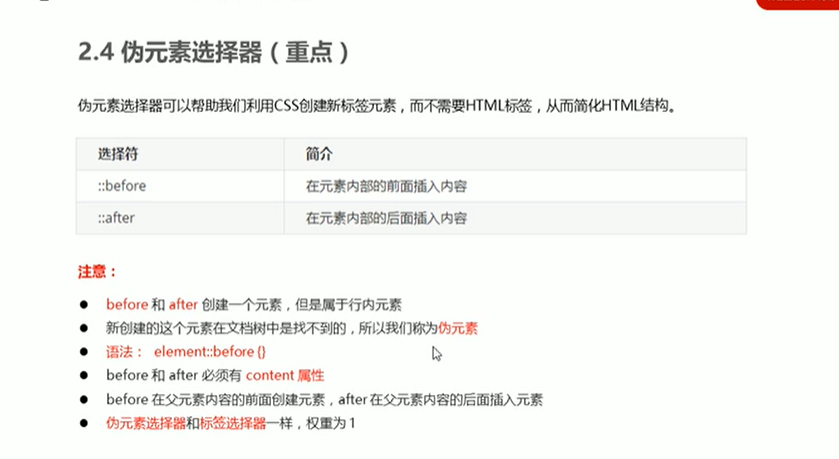 2.4 伪元素选择器（重点）
伪元素选择器可以帮助我们利用CSS创建新标签元素，而不需要HTML标签，从而简化HTML结构。
选择符 简介
::before 在元素内部的前面插入内容
::after 在元素内部的后面插入内容
注意：
● before 和 after 创建一个元素，但是属于行内元素
● 新创建的这个元素在文档树中是找不到的，所以我们称为伪元素
● 语法： element::before {}
● before 和 after 必须有 content 属性
● before 在父元素内容的前面创建元素，after 在父元素内容的后面插入元素
● 伪元素选择器和标签选择器一样，权重为 1